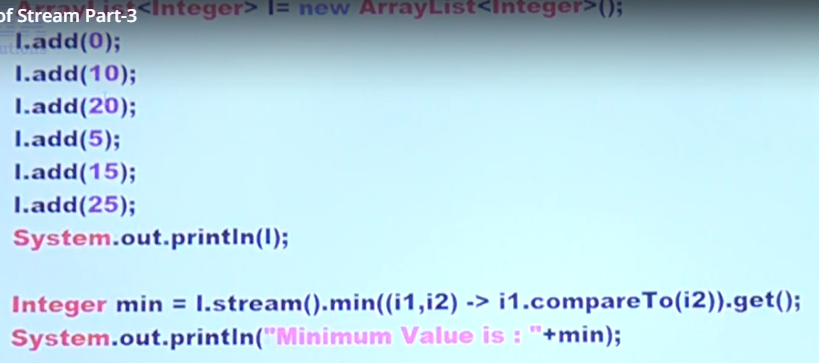 of Stream Part-3
ArrayList<Integer> l= new ArrayList<Integer>();
l.add(0);
l.add(10);
l.add(20);
l.add(5);
l.add(15);
l.add(25);
System.out.println(l);
Integer min = l.stream().min((i1,i2) -> i1.compareTo(i2)).get();
System.out.println("Minimum Value is : "+min);